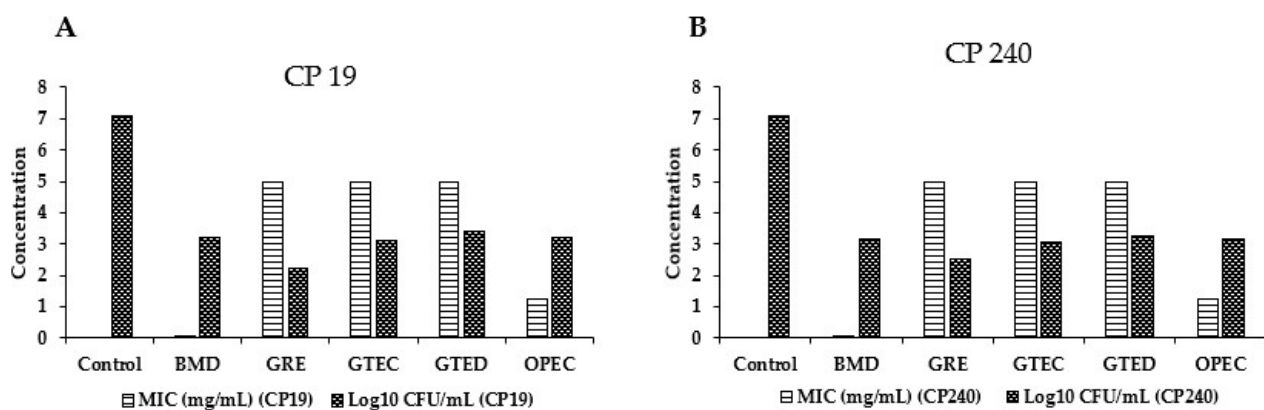 A
CP 19
Concentration
8
7
6
5
4
3
2
1
0
Control BMD GRE GTEC GTED OPEC
MIC (mg/mL) (CP19) Log10 CFU/mL (CP19)
B
CP 240
Concentration
8
7
6
5
4
3
2
1
0
Control BMD GRE GTEC GTED OPEC
MIC (mg/mL) (CP240) Log10 CFU/mL (CP240)